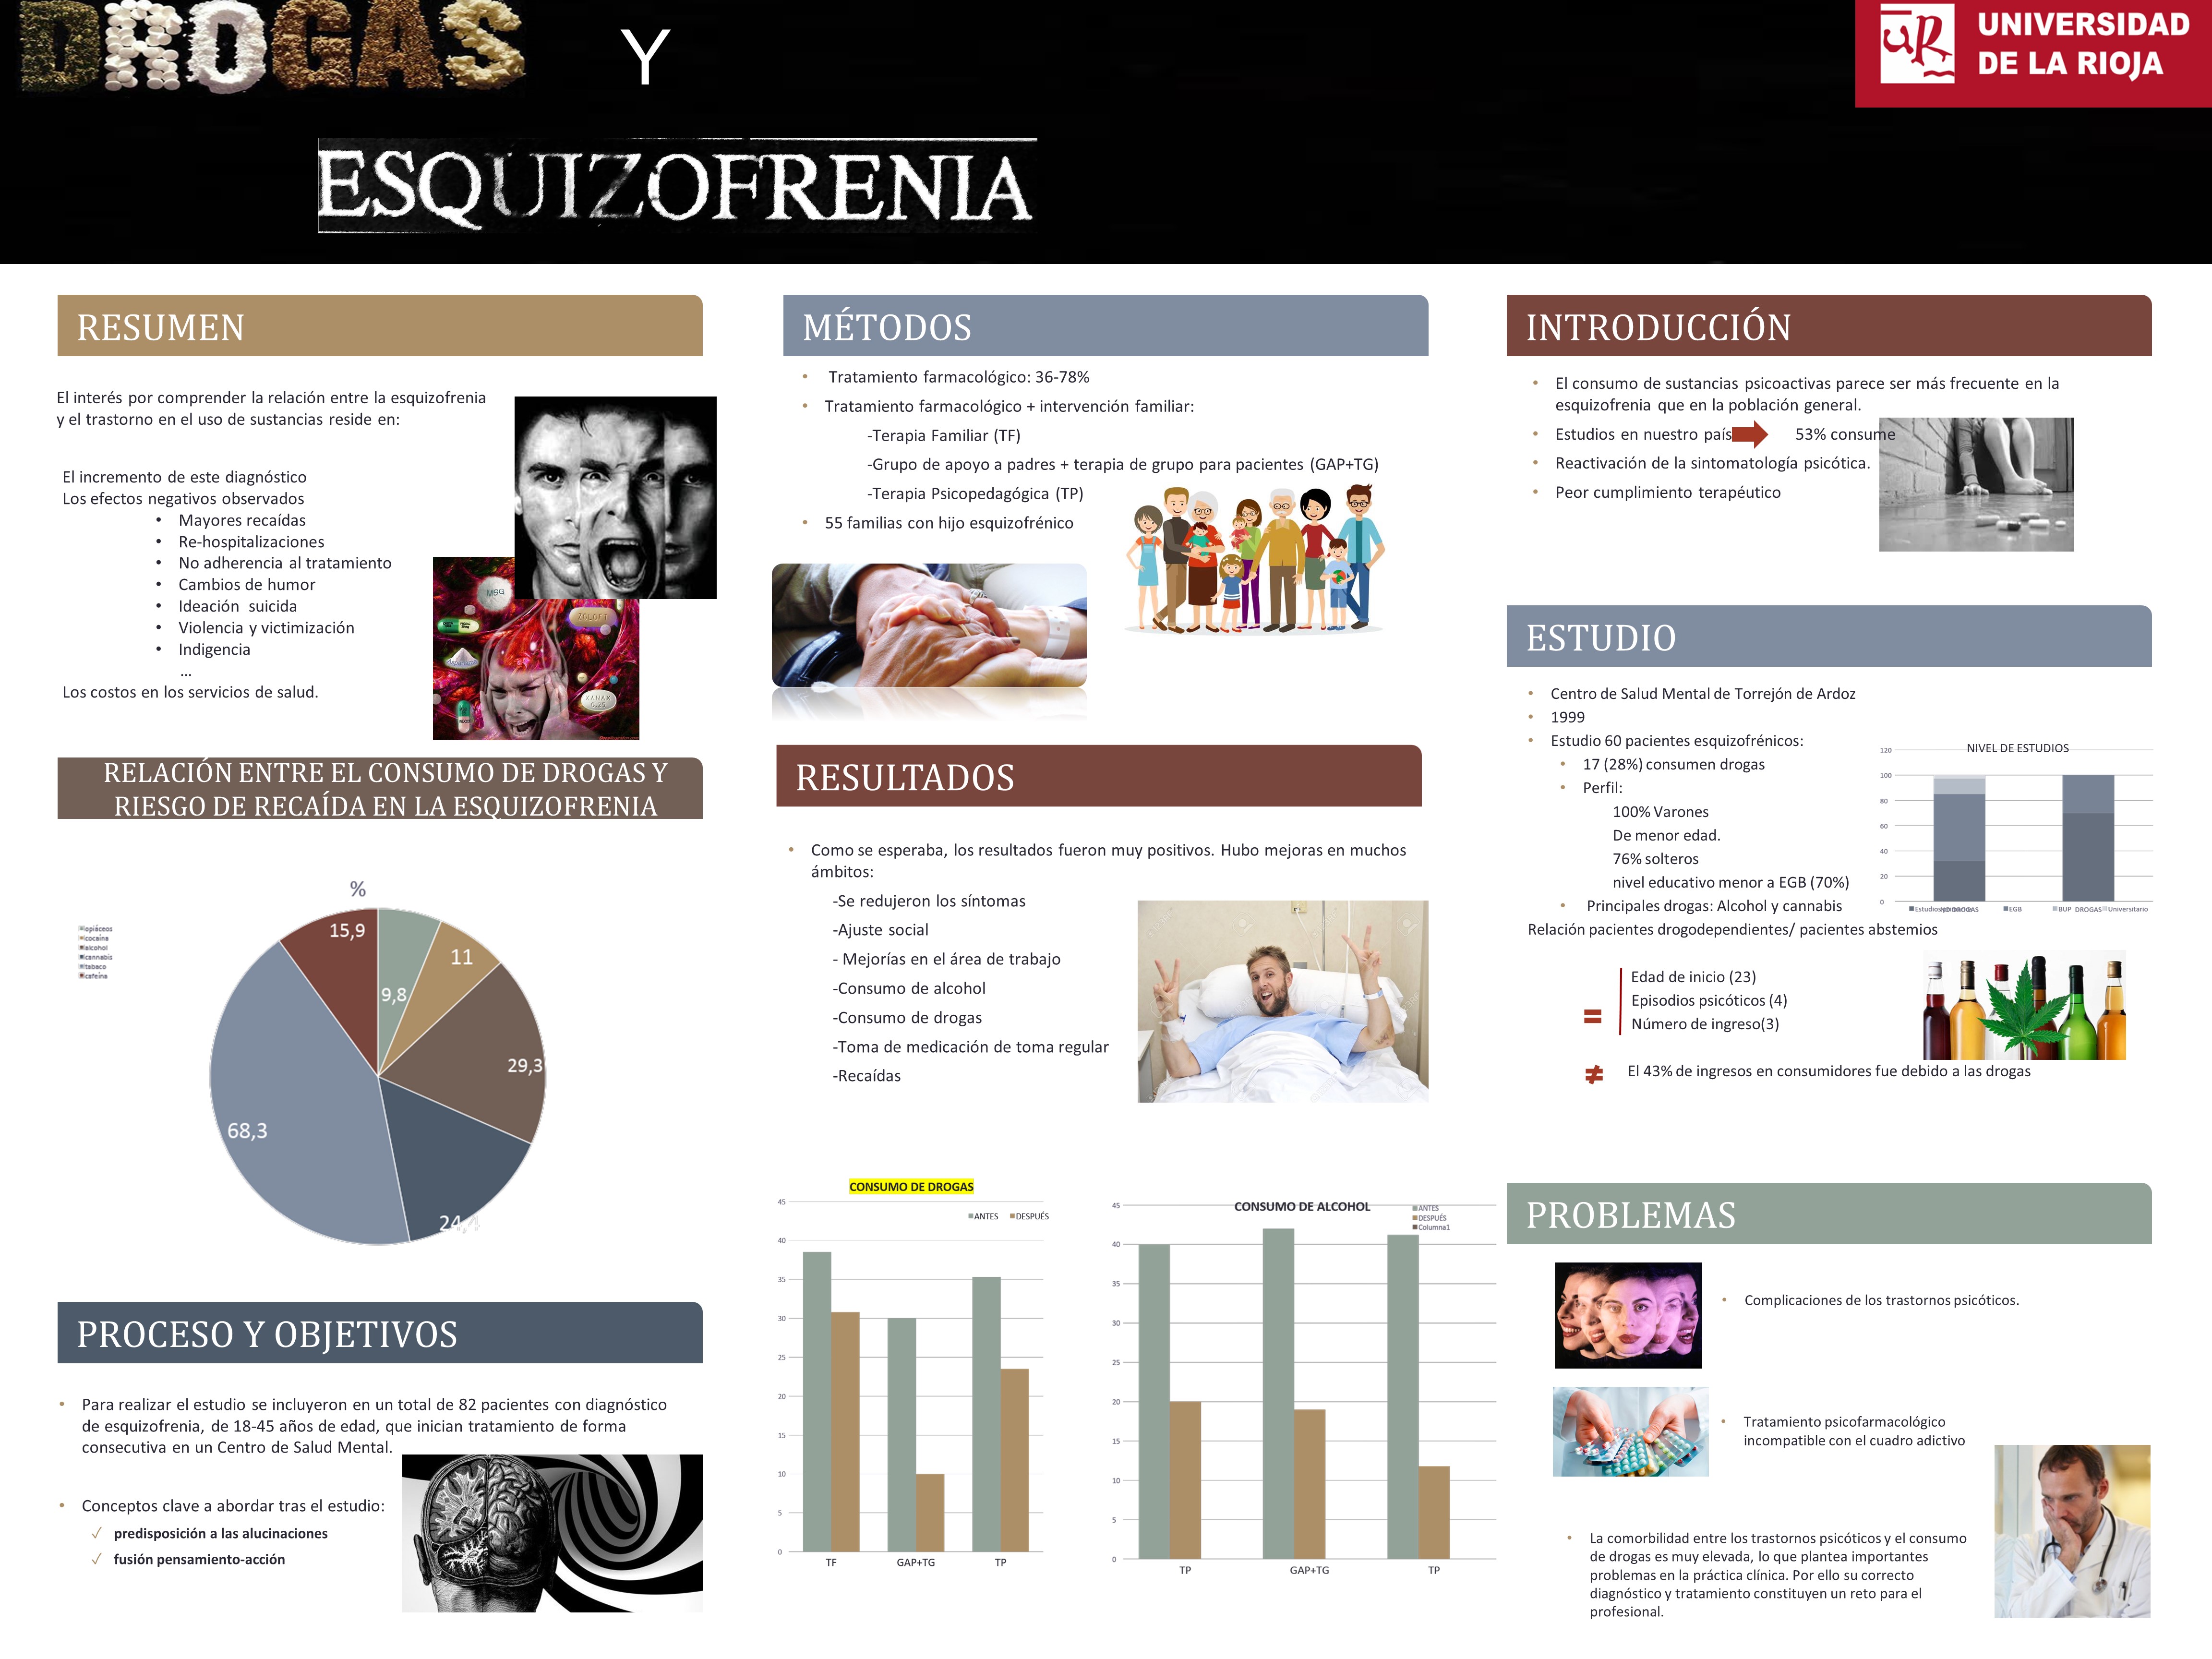 DROGAS Y
ESQUIZOFRENIA
UNIVERSIDAD
DE LA RIOJA
RESUMEN
El interés por comprender la relación entre la esquizofrenia
y el trastorno en el uso de sustancias reside en:
El incremento de este diagnóstico
Los efectos negativos observados
• Mayores recaídas
• Re-hospitalizaciones
• No adherencia al tratamiento
• Cambios de humor
• Ideación suicida
• Violencia y victimización
• Indigencia
...
Los costos en los servicios de salud.
MSG
ZOLOFT
XANAX
RELACIÓN ENTRE EL CONSUMO DE DROGAS Y
RIESGO DE RECAÍDA EN LA ESQUIZOFRENIA
%
opiáceos
cocaína
alcohol
cannabis
tabaco
cafeína
15,9
11
9,8
29,3
68,3
24,4
PROCESO Y OBJETIVOS
• Para realizar el estudio se incluyeron en un total de 82 pacientes con diagnóstico
de esquizofrenia, de 18-45 años de edad, que inician tratamiento de forma
consecutiva en un Centro de Salud Mental.
• Conceptos clave a abordar tras el estudio:
✓ predisposición a las alucinaciones
✓ fusión pensamiento-acción
MÉTODOS
• Tratamiento farmacológico: 36-78%
• Tratamiento farmacológico + intervención familiar:
-Terapia Familiar (TF)
-Grupo de apoyo a padres + terapia de grupo para pacientes (GAP+TG)
-Terapia Psicopedagógica (TP)
• 55 familias con hijo esquizofrénico
RESULTADOS
• Como se esperaba, los resultados fueron muy positivos. Hubo mejoras en muchos
ámbitos:
-Se redujeron los síntomas
-Ajuste social
- Mejorías en el área de trabajo
-Consumo de alcohol
-Consumo de drogas
-Toma de medicación de toma regular
-Recaídas
CONSUMO DE DROGAS
ANTES DESPUÉS
45
40
35
30
25
20
15
10
5
0
TF GAP+TG TP
CONSUMO DE ALCOHOL
ANTES
DESPUÉS
Columna1
45
40
35
30
25
20
15
10
5
0
TP GAP+TG TP
INTRODUCCIÓN
• El consumo de sustancias psicoactivas parece ser más frecuente en la
esquizofrenia que en la población general.
• Estudios en nuestro país 53% consume
• Reactivación de la sintomatología psicótica.
• Peor cumplimiento terapéutico
ESTUDIO
• Centro de Salud Mental de Torrejón de Ardoz
• 1999
• Estudio 60 pacientes esquizofrénicos:
• 17 (28%) consumen drogas
• Perfil:
100% Varones
De menor edad.
76% solteros
nivel educativo menor a EGB (70%)
• Principales drogas: Alcohol y cannabis
Relación pacientes drogodependientes/ pacientes abstemios
NIVEL DE ESTUDIOS
120
100
80
60
40
20
0
EGB BUP DROGAS Universitario
= Edad de inicio (23)
Episodios psicóticos (4)
Número de ingreso(3)
≠ El 43% de ingresos en consumidores fue debido a las drogas
PROBLEMAS
• Complicaciones de los trastornos psicóticos.
• Tratamiento psicofarmacológico
incompatible con el cuadro adictivo
• La comorbilidad entre los trastornos psicóticos y el consumo
de drogas es muy elevada, lo que plantea importantes
problemas en la práctica clínica. Por ello su correcto
diagnóstico y tratamiento constituyen un reto para el
profesional.